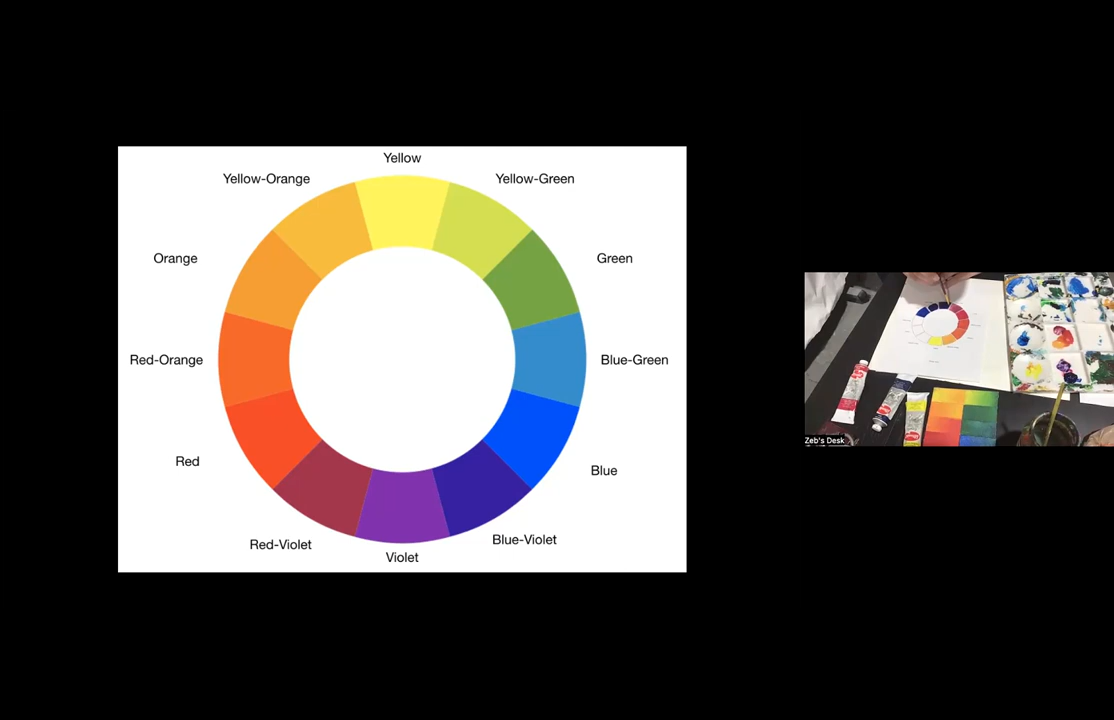 Yellow
Yellow-Orange
Yellow-Green
Orange
Green
Red-Orange
Blue-Green
Red
Blue
Red-Violet
Blue-Violet
Violet
Zeb's Desk